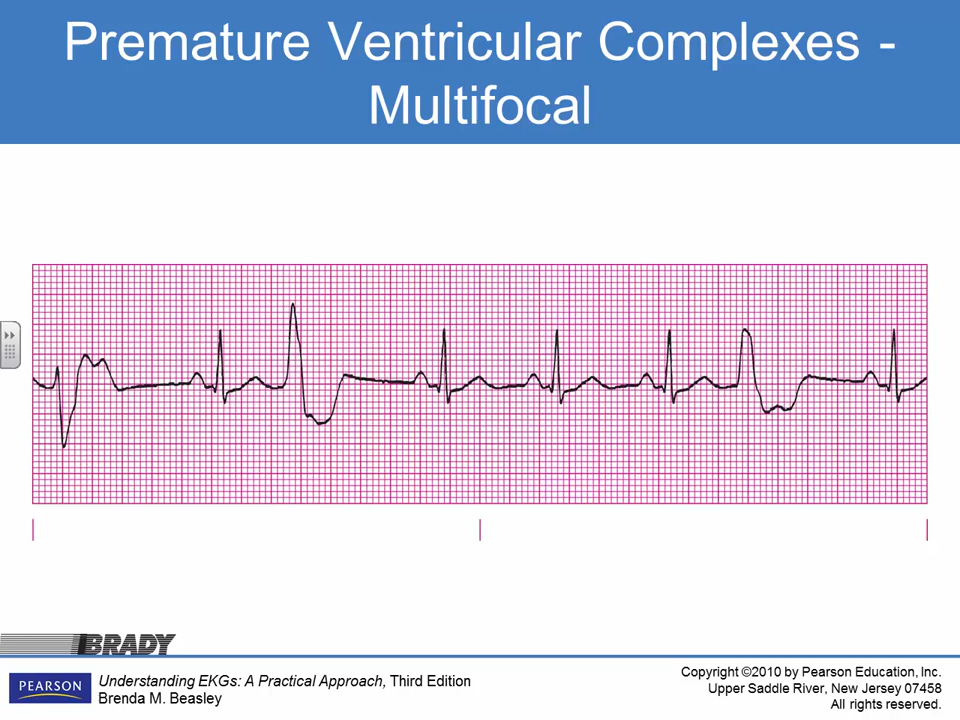 Premature Ventricular Complexes -
Multifocal
BRADY
PEARSON
Understanding EKGs: A Practical Approach, Third Edition
Brenda M. Beasley
Copyright ©2010 by Pearson Education, Inc.
Upper Saddle River, New Jersey 07458
All rights reserved.